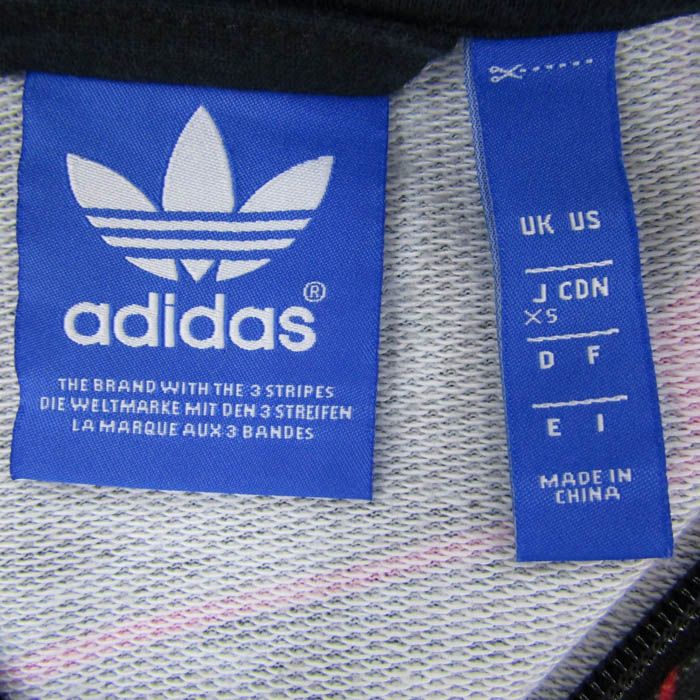 adidas®
THE BRAND WITH THE 3 STRIPES
DIE WELTMARKE MIT DEN 3 STREIFEN
LA MARQUE AUX 3 BANDES
UK US
J CDN
XS
D F
E I
MADE IN
CHINA